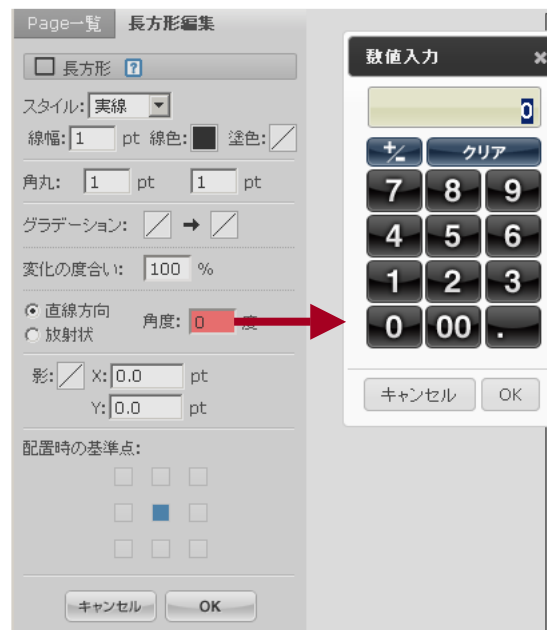 Page一覧 長方形編集
長方形 ?
スタイル: 実線
線幅: 1 pt 線色: 塗色:
角丸: 1 pt 1 pt
グラデーション: →
変化の度合い: 100 %
直線方向
放射状
角度: 0 度
影: X: 0.0 pt
Y: 0.0 pt
配置時の基準点:
キャンセル OK
数値入力 ×
0
+/- クリア
7 8 9
4 5 6
1 2 3
0 00 .
キャンセル OK